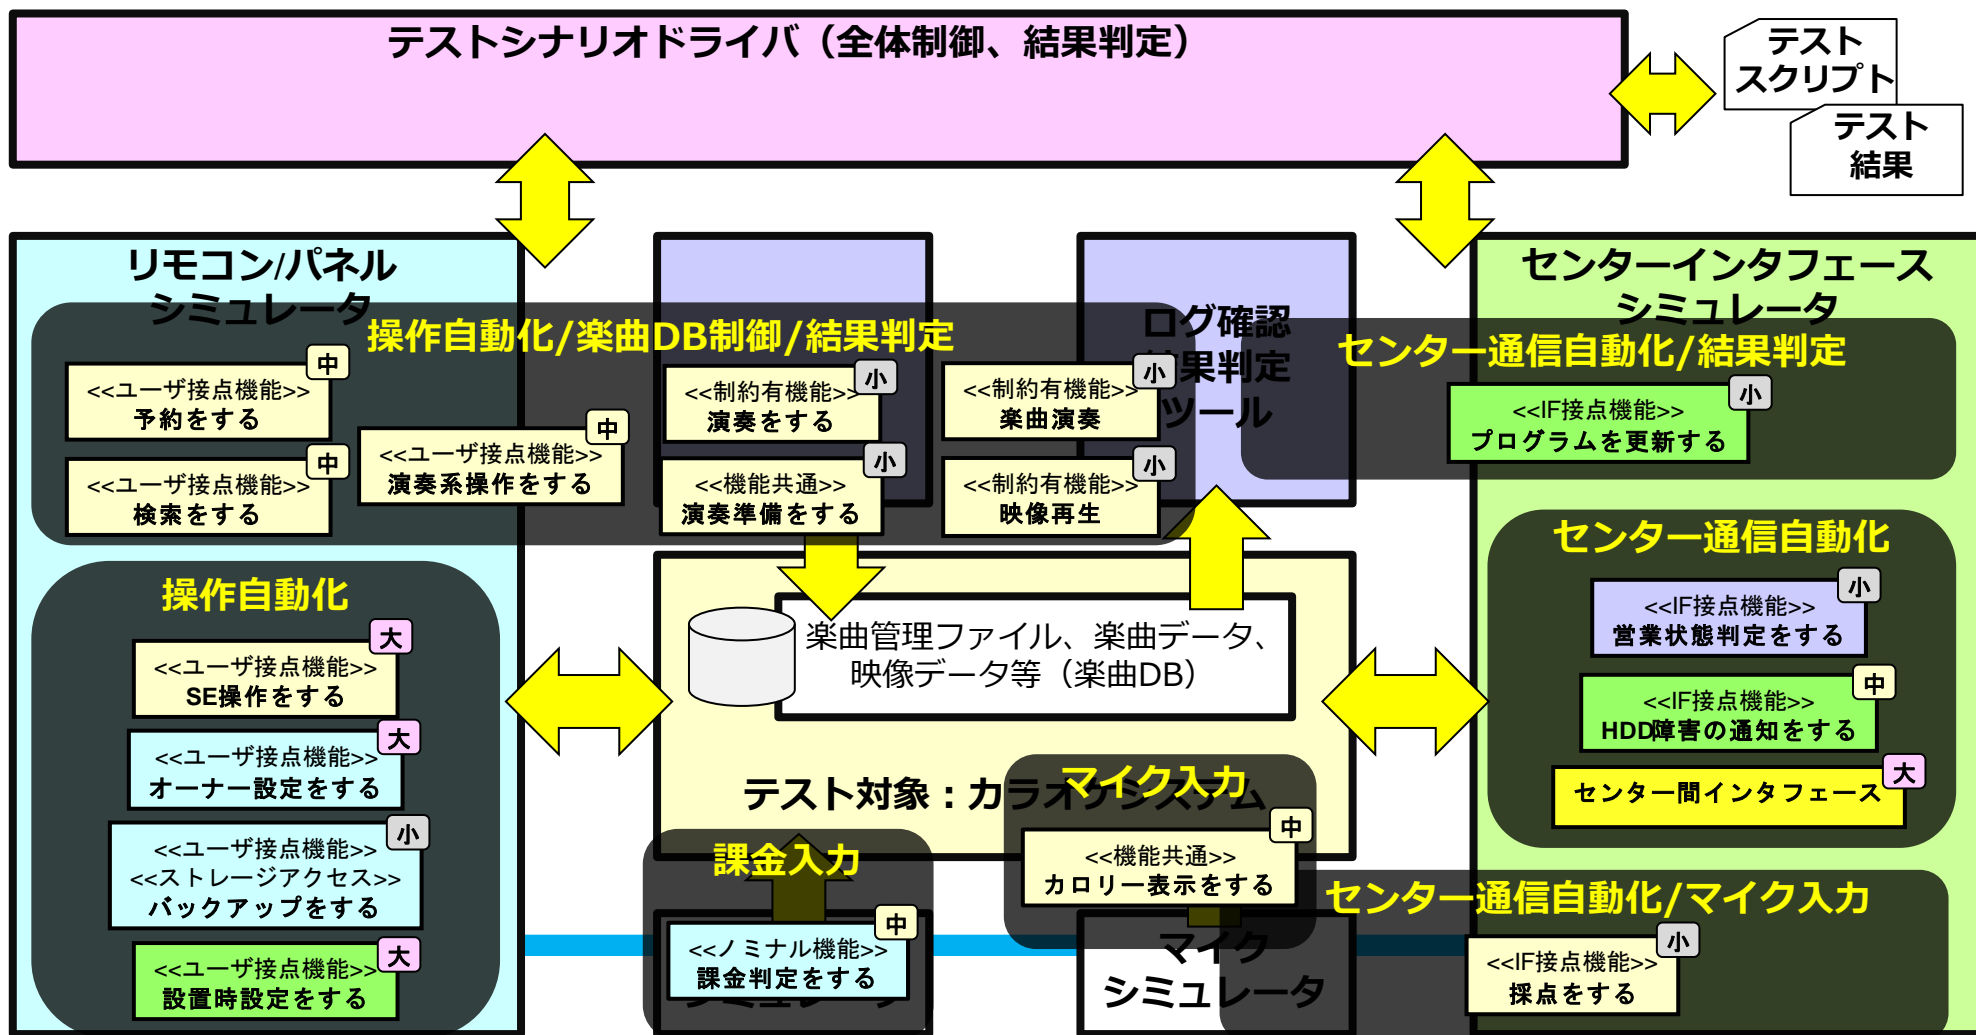 テストシナリオドライバ（全体制御、結果判定）
テスト
スクリプト
テスト
結果
リモコン/パネル
シミュレータ
操作自動化/楽曲DB制御/結果判定
中
<<ユーザ接点機能>>
予約をする
中
<<ユーザ接点機能>>
検索をする
中
<<ユーザ接点機能>>
演奏系操作をする
小
<<制約有機能>>
演奏をする
小
<<機能共通>>
演奏準備をする
小
<<制約有機能>>
楽曲演奏
小
<<制約有機能>>
映像再生
ログ確認
結果判定
ツール
センターインタフェース
シミュレータ
センター通信自動化/結果判定
小
<<IF接点機能>>
プログラムを更新する
センター通信自動化
小
<<IF接点機能>>
営業状態判定をする
中
<<IF接点機能>>
HDD障害の通知をする
大
センター間インタフェース
操作自動化
大
<<ユーザ接点機能>>
SE操作をする
大
<<ユーザ接点機能>>
オーナー設定をする
小
<<ユーザ接点機能>>
<<ストレージアクセス>>
バックアップをする
大
<<ユーザ接点機能>>
設置時設定をする
楽曲管理ファイル、楽曲データ、
映像データ等（楽曲DB）
テスト対象：カラオケシステム
マイク入力
中
<<機能共通>>
カロリー表示をする
課金入力
中
<<ノミナル機能>>
課金判定をする
シミュレータ
マイク
シミュレータ
センター通信自動化/マイク入力
小
<<IF接点機能>>
採点をする